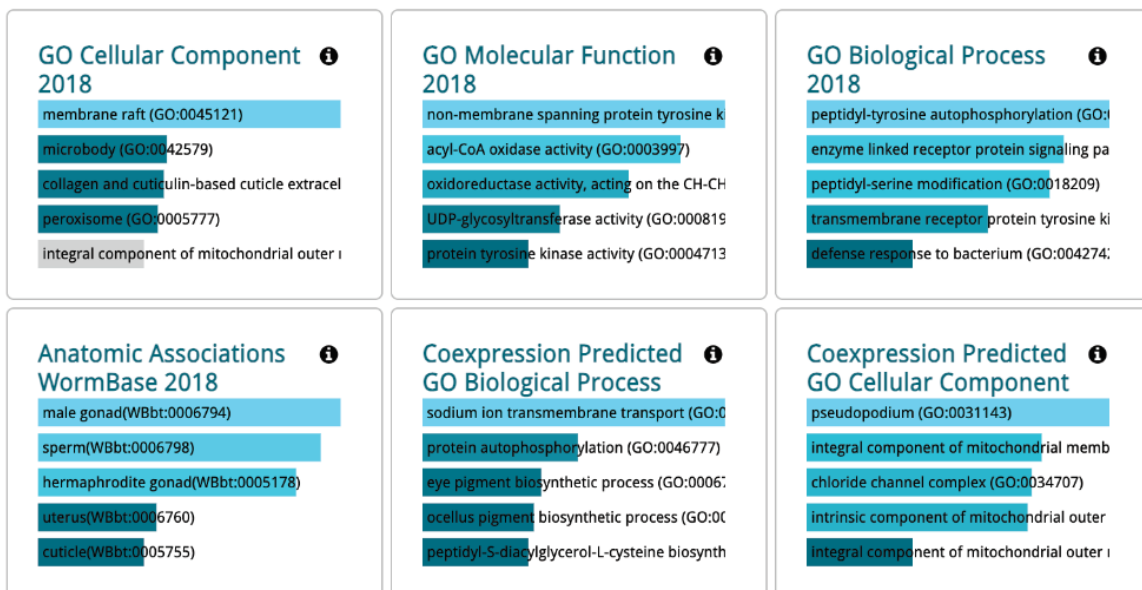 GO Cellular Component
2018
membrane raft (GO:0045121)
microbody (GO:0042579)
collagen and cuticulin-based cuticle extracel
peroxisome (GO:0005777)
integral component of mitochondrial outer
GO Molecular Function
2018
non-membrane spanning protein tyrosine ki
acyl-CoA oxidase activity (GO:0003997)
oxidoreductase activity, acting on the CH-CH
UDP-glycosyltransferase activity (GO:000819
protein tyrosine kinase activity (GO:0004713
GO Biological Process
2018
peptidyl-tyrosine autophosphorylation (GO:
enzyme linked receptor protein signaling pa
peptidyl-serine modification (GO:0018209)
transmembrane receptor protein tyrosine ki
defense response to bacterium (GO:004274
Anatomic Associations
WormBase 2018
male gonad(WBbt:0006794)
sperm(WBbt:0006798)
hermaphrodite gonad(WBbt:0005178)
uterus(WBbt:0006760)
cuticle(WBbt:0005755)
Coexpression Predicted
GO Biological Process
sodium ion transmembrane transport (GO:0
protein autophosphorylation (GO:0046777)
eye pigment biosynthetic process (GO:0006
ocellus pigment biosynthetic process (GO:00
peptidyl-S-diacylglycerol-L-cysteine biosynth
Coexpression Predicted
GO Cellular Component
pseudopodium (GO:0031143)
integral component of mitochondrial memb
chloride channel complex (GO:0034707)
intrinsic component of mitochondrial outer
integral component of mitochondrial outer